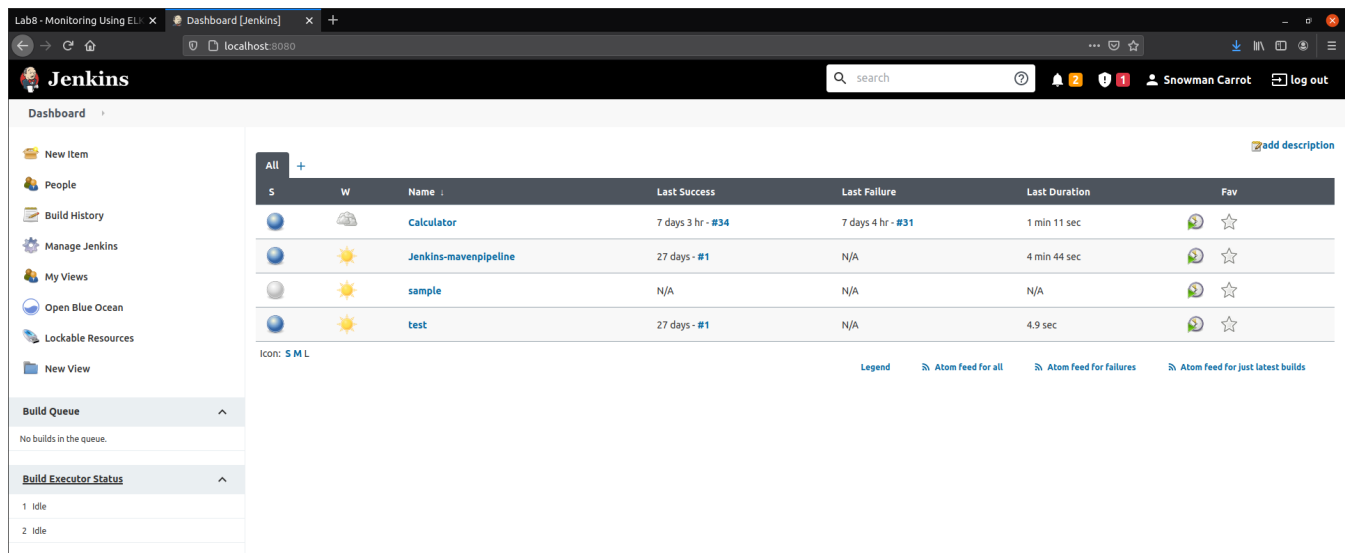 Lab8 - Monitoring Using ELK
Dashboard [Jenkins]
localhost:8080
Jenkins
search
2
1
Snowman Carrot
log out
Dashboard
New Item
People
Build History
Manage Jenkins
My Views
Open Blue Ocean
Lockable Resources
New View
Build Queue
No builds in the queue.
Build Executor Status
1 Idle
2 Idle
add description
All +
S W Name ↓ Last Success Last Failure Last Duration Fav
Calculator 7 days 3 hr - #34 7 days 4 hr - #31 1 min 11 sec
Jenkins-mavenpipeline 27 days - #1 N/A 4 min 44 sec
sample N/A N/A N/A
test 27 days - #1 N/A 4.9 sec
Icon: S M L
Legend Atom feed for all Atom feed for failures Atom feed for just latest builds